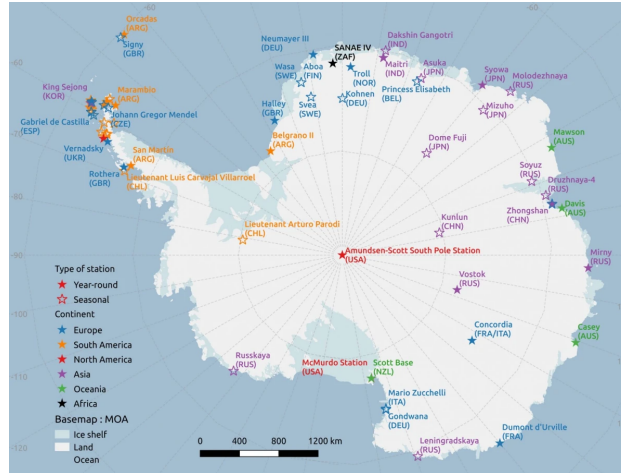 Orcadas
(ARG)
Signy
(GBR)
King Sejong
(KOR)
Marambio
(ARG)
Johann Gregor Mendel
(CZE)
Gabriel de Castilla
(ESP)
Vernadsky
(UKR)
San Martin
(ARG)
Rothera
(GBR)
Lieutenant Luis Carvejal Villarroel
(CHL)
Neumayer III
(DEU)
SANAE IV
(ZAF)
Dakshin Gangotri
(IND)
Wasa
(SWE)
Aboa
(FIN)
Troll
(NOR)
Maitri
(IND)
Asuka
(JPN)
Syowa
(JPN)
Molodezhnaya
(RUS)
Svea
(SWE)
Kohnen
(DEU)
Princess Elisabeth
(BEL)
Mizuho
(JPN)
Halley
(GBR)
Belgrano II
(ARG)
Dome Fuji
(JPN)
Mawson
(AUS)
Soyuz
(RUS)
Druzhnaya-4
(RUS)
Zhongshan
(CHN)
Davis
(AUS)
Lieutenant Arturo Parodi
(CHL)
Kunlun
(CHN)
Amundsen-Scott South Pole Station
(USA)
Mirny
(RUS)
Vostok
(RUS)
Concordia
(FRA/ITA)
Casey
(AUS)
Russkaya
(RUS)
McMurdo Station
(USA)
Scott Base
(NZL)
Mario Zucchelli
(ITA)
Gondwana
(DEU)
Leningradskaya
(RUS)
Dumont d'Urville
(FRA)
Type of station
Year-round
Seasonal
Continent
Europe
South America
North America
Asia
Oceania
Africa
Basemap : MOA
Ice shelf
Land
Ocean
0 400 800 1200 km
-60
-60
-60
-70
-80
-90
-100
-110
-120